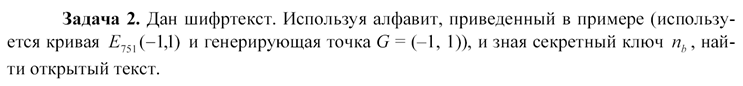 Задача 2. Дан шифртекст. Используя алфавит, приведенный в примере (использу-
ется кривая E₇₅₁(–1,1) и генерирующая точка G = (–1, 1)), и зная секретный ключ n_b, най-
ти открытый текст.